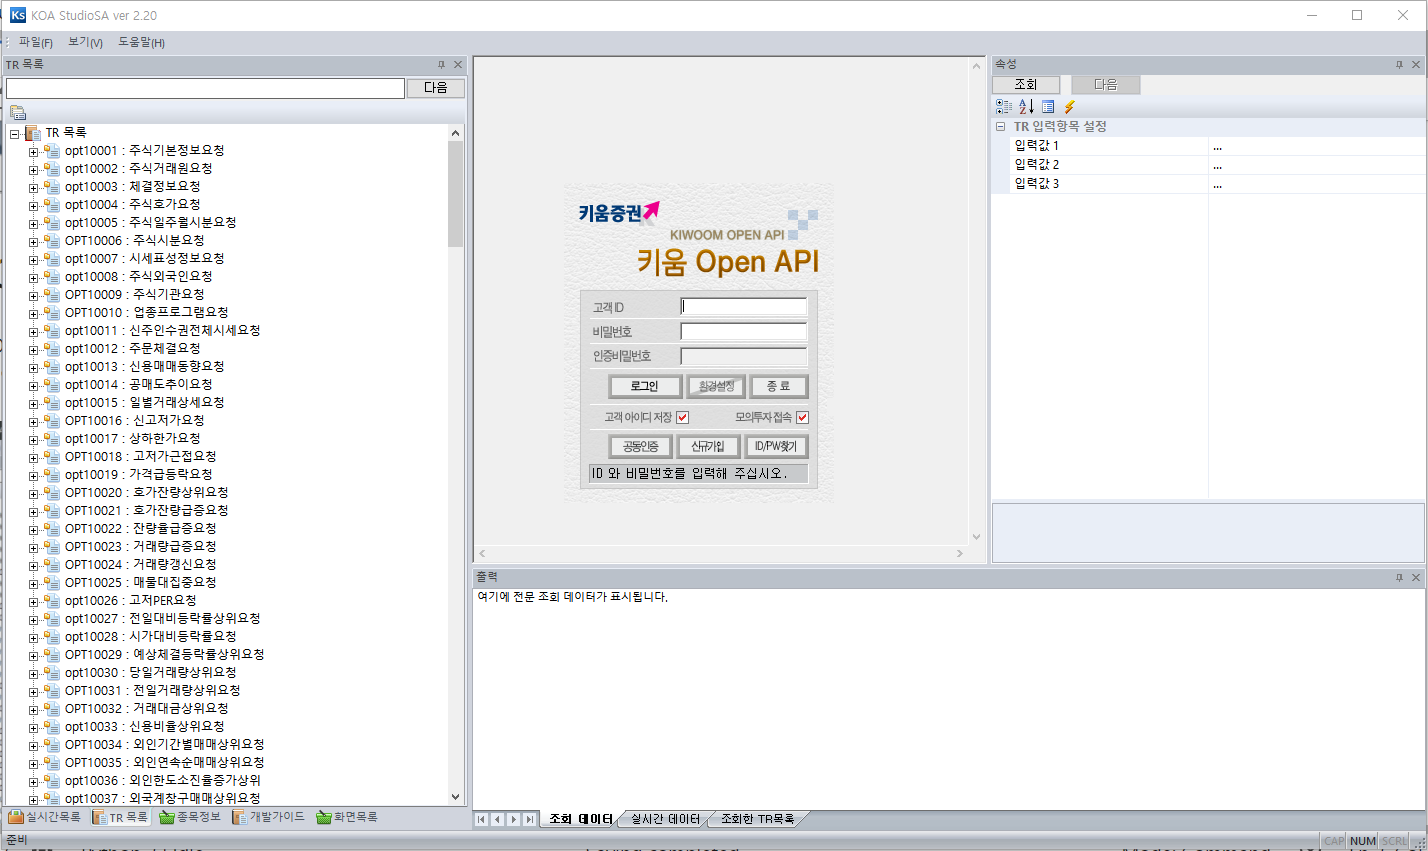 Ks KOA StudioSA ver 2.20
파일(F) 보기(V) 도움말(H)
TR 목록
다음
TR 목록
opt10001 : 주식기본정보요청
opt10002 : 주식거래원요청
opt10003 : 체결정보요청
opt10004 : 주식호가요청
opt10005 : 주식일주월시분요청
OPT10006 : 주식시분요청
opt10007 : 시세표성정보요청
opt10008 : 주식외국인요청
OPT10009 : 주식기관요청
OPT10010 : 업종프로그램요청
opt10011 : 신주인수권전체시세요청
opt10012 : 주문체결요청
opt10013 : 신용매매동향요청
opt10014 : 공매도추이요청
opt10015 : 일별거래상세요청
OPT10016 : 신고저가요청
opt10017 : 상하한가요청
OPT10018 : 고저가근접요청
opt10019 : 가격급등락요청
OPT10020 : 호가잔량상위요청
OPT10021 : 호가잔량급증요청
OPT10022 : 잔량율급증요청
OPT10023 : 거래량급증요청
OPT10024 : 거래량갱신요청
OPT10025 : 매물대집중요청
opt10026 : 고저PER요청
opt10027 : 전일대비등락률상위요청
opt10028 : 시가대비등락률요청
OPT10029 : 예상체결등락률상위요청
opt10030 : 당일거래량상위요청
OPT10031 : 전일거래량상위요청
OPT10032 : 거래대금상위요청
opt10033 : 신용비율상위요청
OPT10034 : 외인기간별매매상위요청
OPT10035 : 외인연속순매매상위요청
opt10036 : 외인한도소진율증가상위
opt10037 : 외국계창구매매상위요청
실시간목록 TR 목록 종목정보 개발가이드 화면목록
키움증권
KIWOOM OPEN API
키움 Open API
고객 ID
비밀번호
인증비밀번호
로그인 환경설정 종 료
고객 아이디 저장 모의투자 접속
공동인증 신규가입 ID/PW찾기
ID 와 비밀번호를 입력해 주십시오.
속성
조회 다음
TR 입력항목 설정
입력값 1 ...
입력값 2 ...
입력값 3 ...
출력
여기에 전문 조회 데이터가 표시됩니다.
조회 데이터 실시간 데이터 조회한 TR목록
준비
CAP NUM SCRL